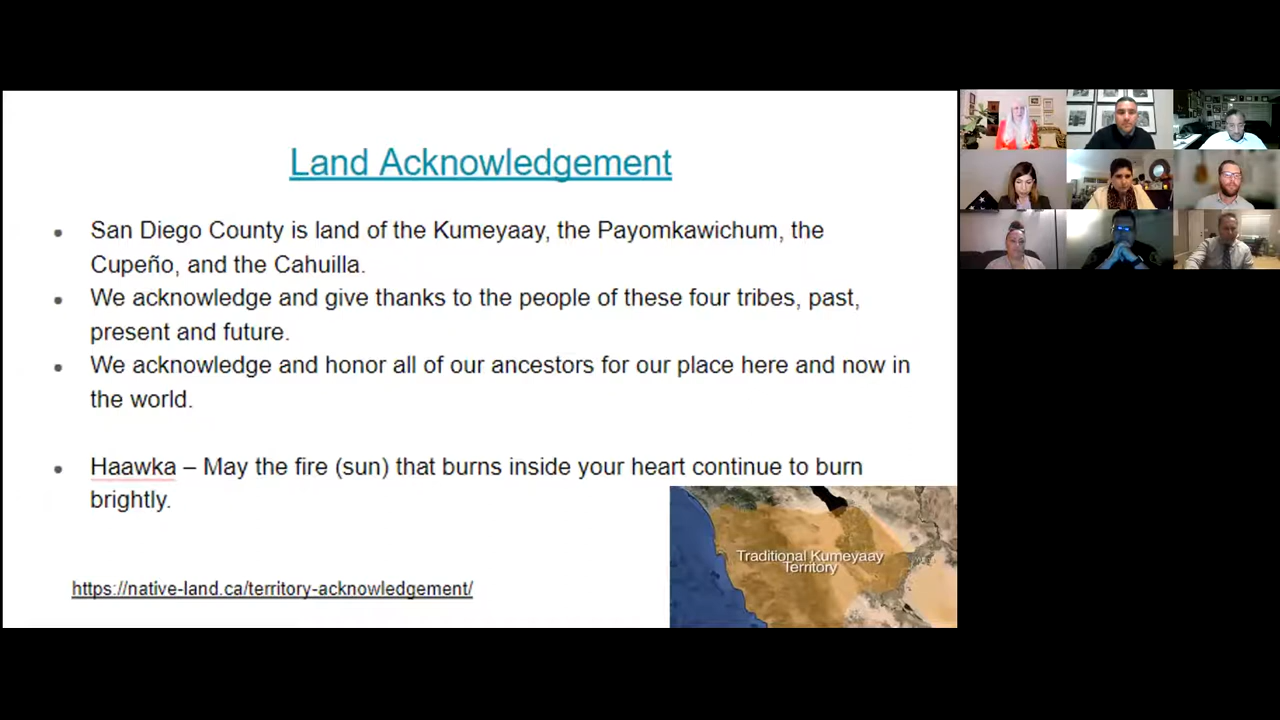 Land Acknowledgement
San Diego County is land of the Kumeyaay, the Payomkawichum, the
Cupeño, and the Cahuilla.
We acknowledge and give thanks to the people of these four tribes, past,
present and future.
We acknowledge and honor all of our ancestors for our place here and now in
the world.
Haawka – May the fire (sun) that burns inside your heart continue to burn
brightly.
Traditional Kumeyaay
Territory
https://native-land.ca/territory-acknowledgement/